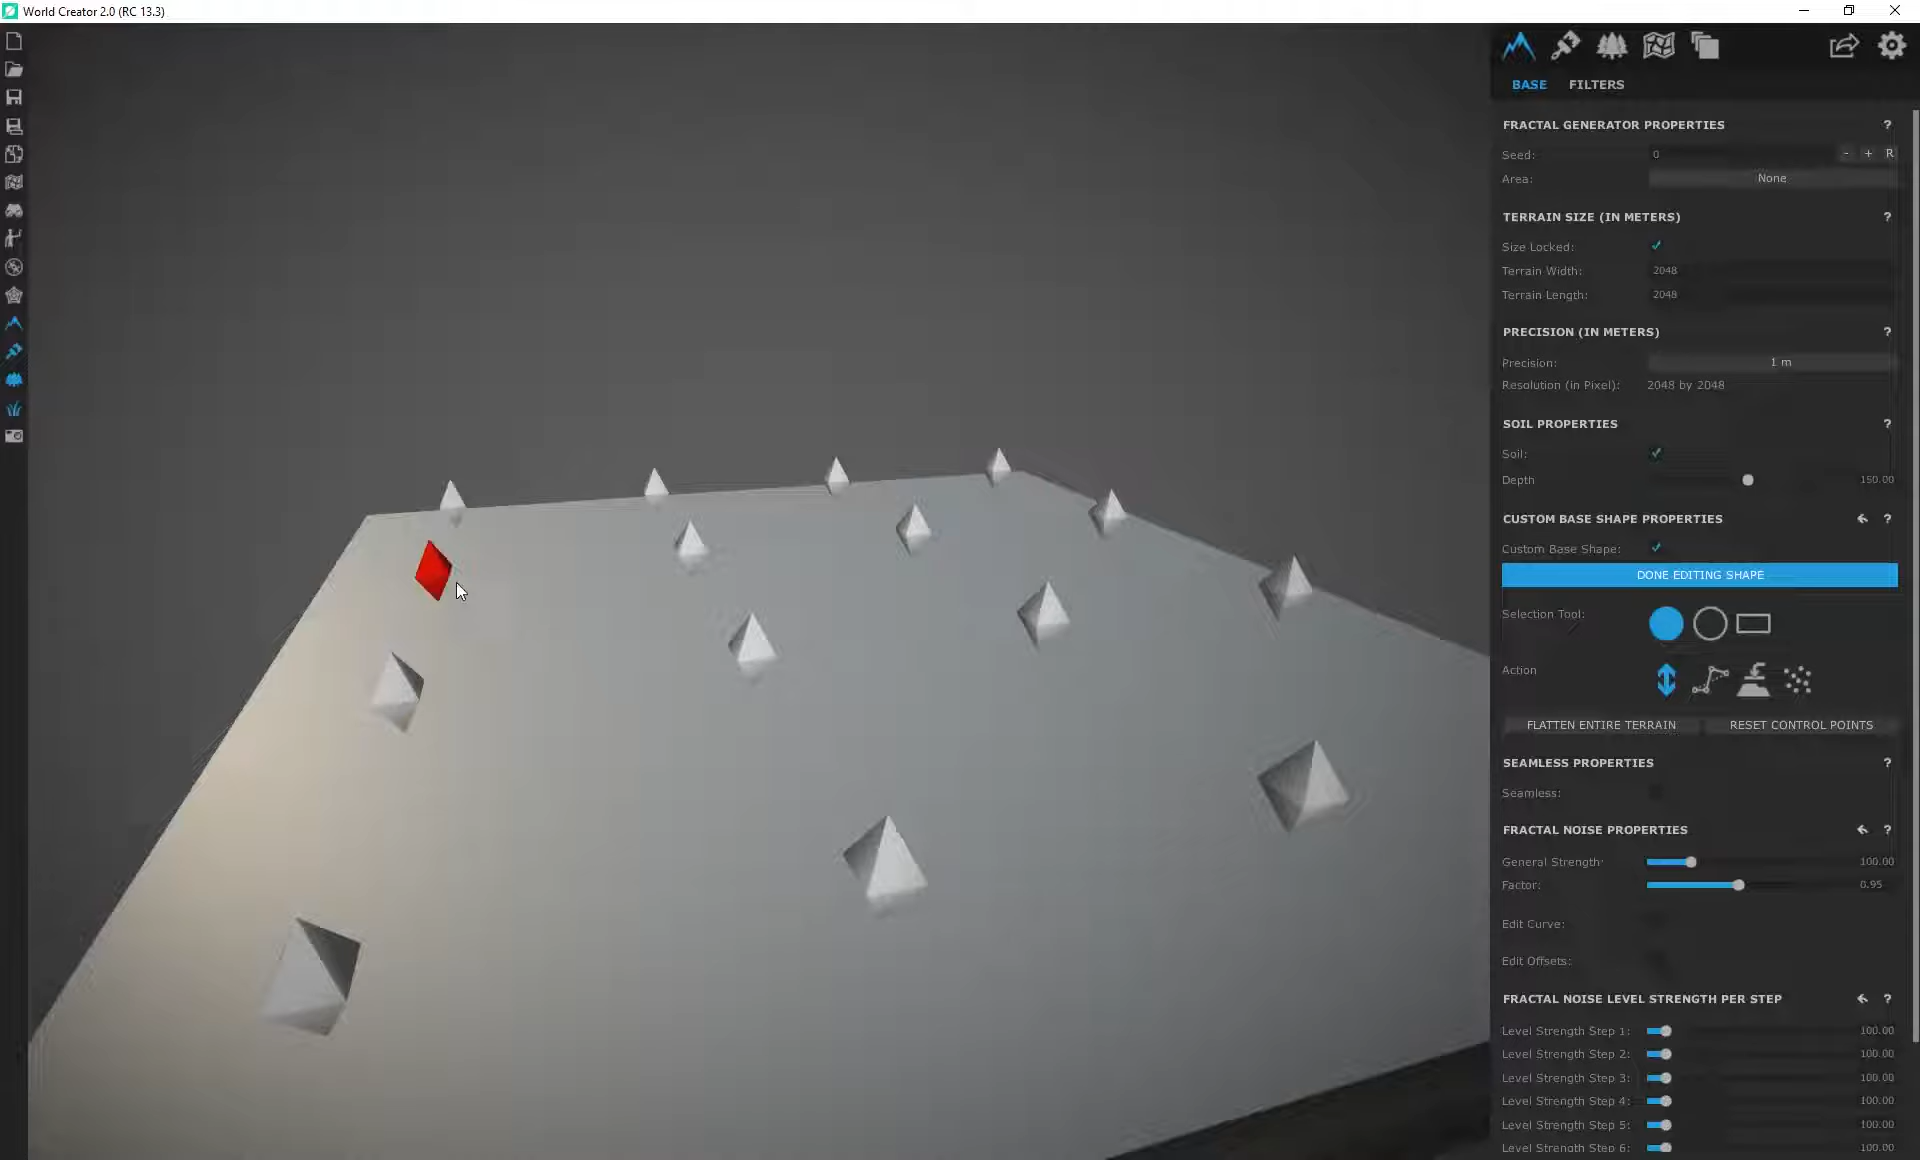 World Creator 2.0 (RC 13.3)
BASE FILTERS
FRACTAL GENERATOR PROPERTIES ?
Seed: 0 - + R
Area: None
TERRAIN SIZE (IN METERS) ?
Size Locked:
Terrain Width: 2048
Terrain Length: 2048
PRECISION (IN METERS) ?
Precision: 1 m
Resolution (in Pixel): 2048 by 2048
SOIL PROPERTIES ?
Soil:
Depth 150.00
CUSTOM BASE SHAPE PROPERTIES ?
Custom Base Shape:
DONE EDITING SHAPE
Selection Tool:
Action
FLATTEN ENTIRE TERRAIN RESET CONTROL POINTS
SEAMLESS PROPERTIES ?
Seamless:
FRACTAL NOISE PROPERTIES ?
General Strength: 100.00
Factor: 0.95
Edit Curve:
Edit Offsets:
FRACTAL NOISE LEVEL STRENGTH PER STEP ?
Level Strength Step 1: 100.00
Level Strength Step 2: 100.00
Level Strength Step 3: 100.00
Level Strength Step 4: 100.00
Level Strength Step 5: 100.00
Level Strength Step 6: 100.00